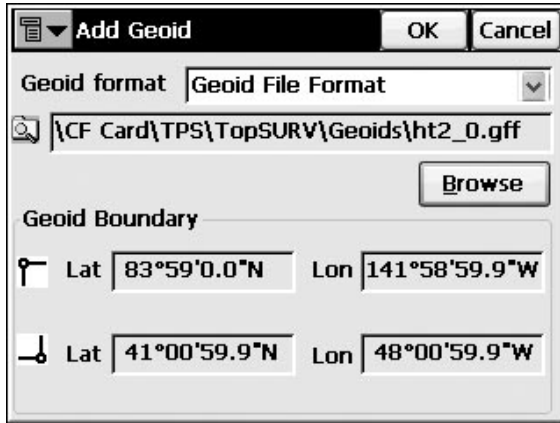 Add Geoid OK Cancel
Geoid format Geoid File Format
\CF Card\TPS\TopSURV\Geoids\ht2_0.gff
Browse
Geoid Boundary
Lat 83°59'0.0"N Lon 141°58'59.9"W
Lat 41°00'59.9"N Lon 48°00'59.9"W